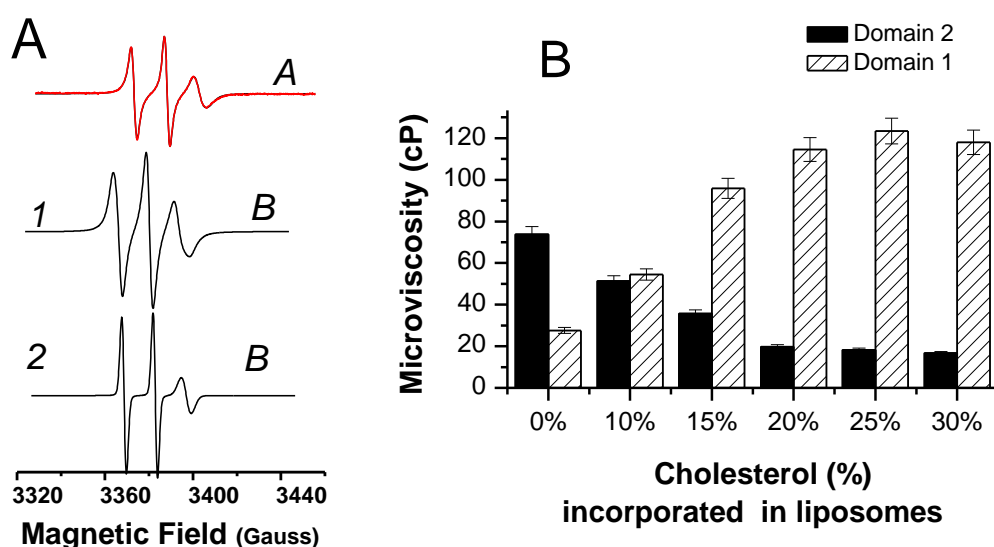 A
A
1
B
2
B
3320 3360 3400 3440
Magnetic Field (Gauss)
B
Domain 2
Domain 1
Microviscosity (cP)
120
100
80
60
40
20
0
0% 10% 15% 20% 25% 30%
Cholesterol (%)
incorporated in liposomes